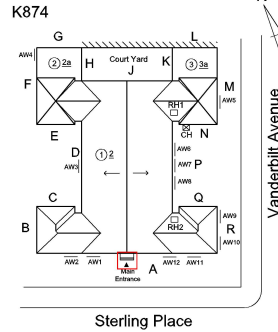 K874
G
L
AW4
② 2a
H
Court Yard
J
K
③ 3a
F
M
RH1
AW5
E
CH
N
D
AW3
① 2
AW6
AW7
P
AW8
C
Q
B
RH2
AW9
R
AW10
AW2
AW1
Main
Entrance
A
AW12
AW11
Vanderbilt Avenue
Sterling Place